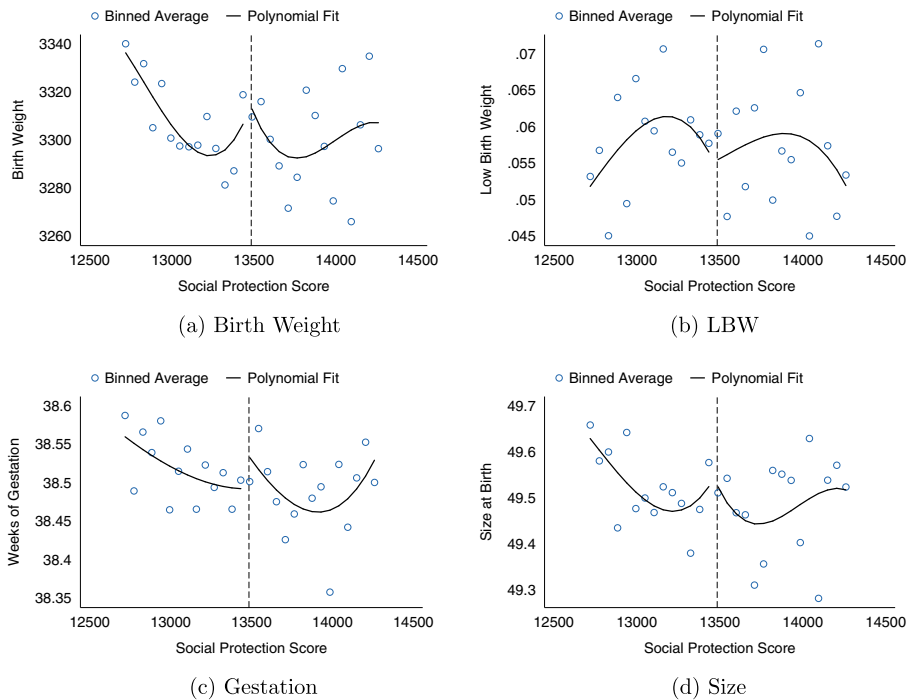 Binned Average Polynomial Fit
3340
3320
3300
3280
3260
Birth Weight
12500 13000 13500 14000 14500
Social Protection Score
(a) Birth Weight
Binned Average Polynomial Fit
.07
.065
.06
.055
.05
.045
Low Birth Weight
12500 13000 13500 14000 14500
Social Protection Score
(b) LBW
Binned Average Polynomial Fit
38.6
38.55
38.5
38.45
38.4
38.35
Weeks of Gestation
12500 13000 13500 14000 14500
Social Protection Score
(c) Gestation
Binned Average Polynomial Fit
49.7
49.6
49.5
49.4
49.3
Size at Birth
12500 13000 13500 14000 14500
Social Protection Score
(d) Size